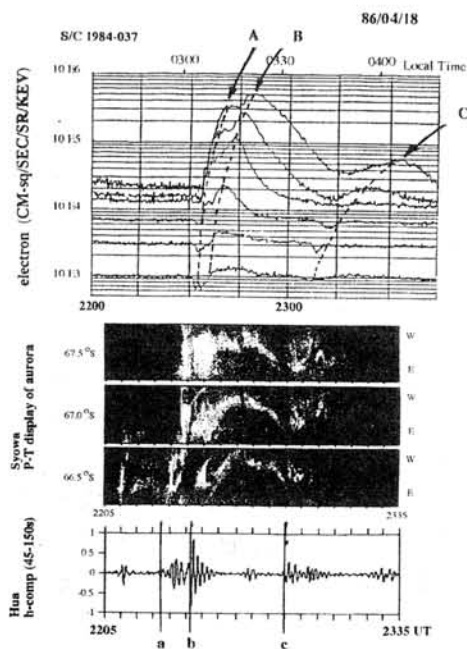 86/04/18
S/C 1984-037
A B
0300 0330 0400 Local Time
C
electron (CM-sq/SEC/SR/KEV)
10.16
10.15
10.14
10.13
2200 2300
Syowa
P-T display of aurora
67.5°S W E
67.0°S W E
66.5°S W E
2205 2335
Hua
h-comp (45-150s)
1
0.5
0
-0.5
-1
2205 2335 UT
a b c